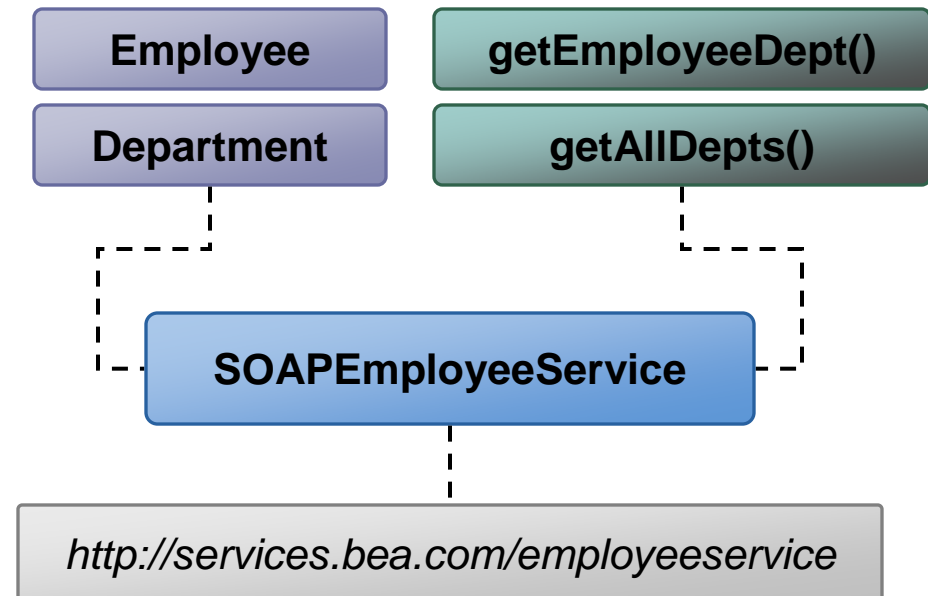 Employee
getEmployeeDept()
Department
getAllDepts()
SOAPEmployeeService
http://services.bea.com/employeeservice